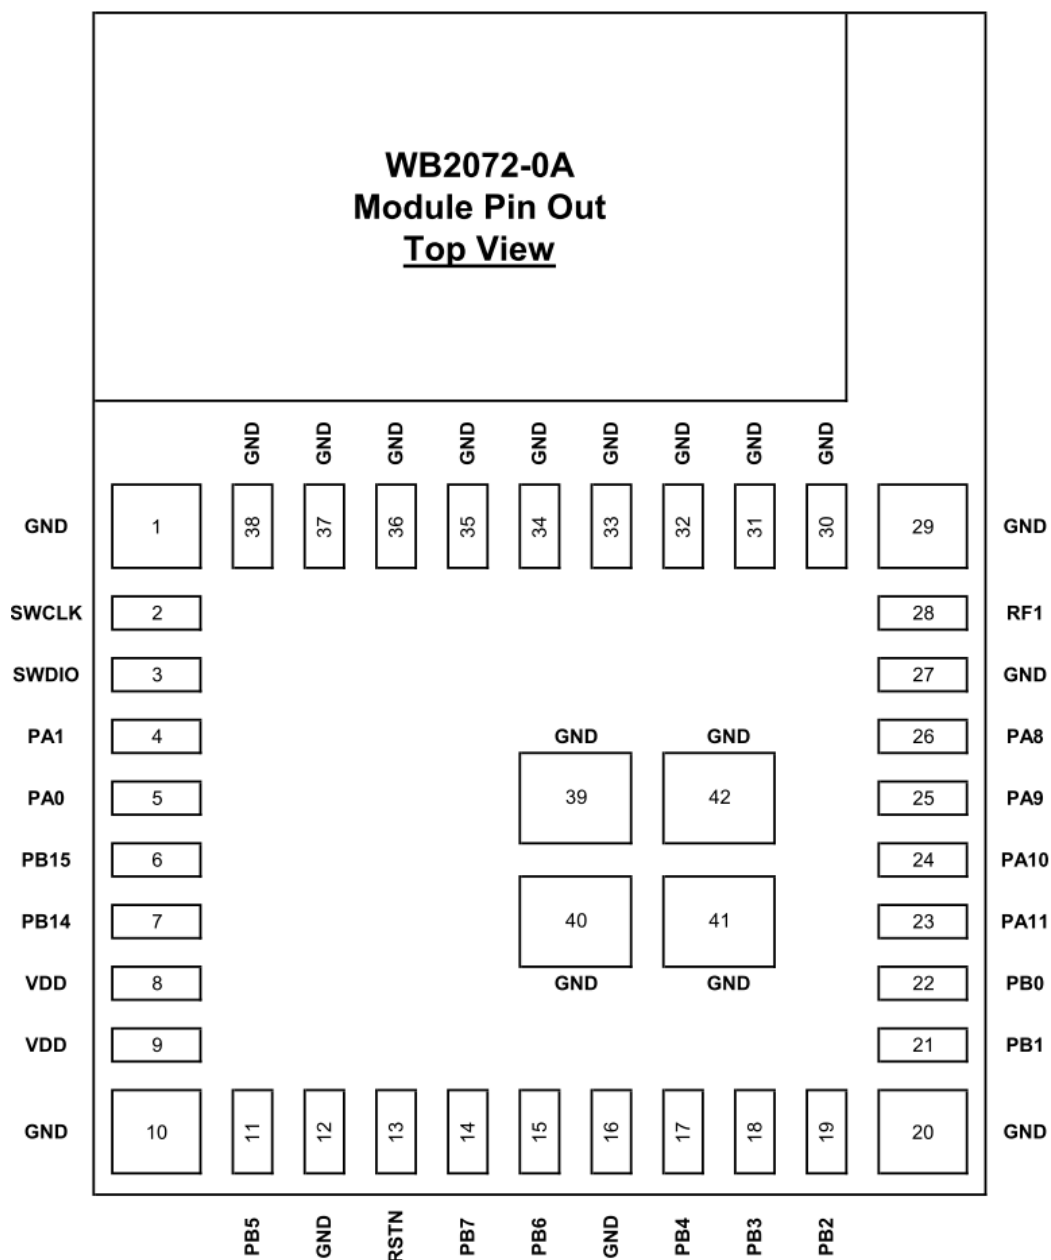 WB2072-0A
Module Pin Out
Top View
GND GND GND GND GND GND GND GND GND
GND 1 38 37 36 35 34 33 32 31 30 29 GND
SWCLK 2 28 RF1
SWDIO 3 27 GND
PA1 4 GND GND 26 PA8
PA0 5 39 42 25 PA9
PB15 6 24 PA10
PB14 7 40 41 23 PA11
VDD 8 GND GND 22 PB0
VDD 9 21 PB1
GND 10 11 12 13 14 15 16 17 18 19 20 GND
PB5 GND RSTN PB7 PB6 GND PB4 PB3 PB2